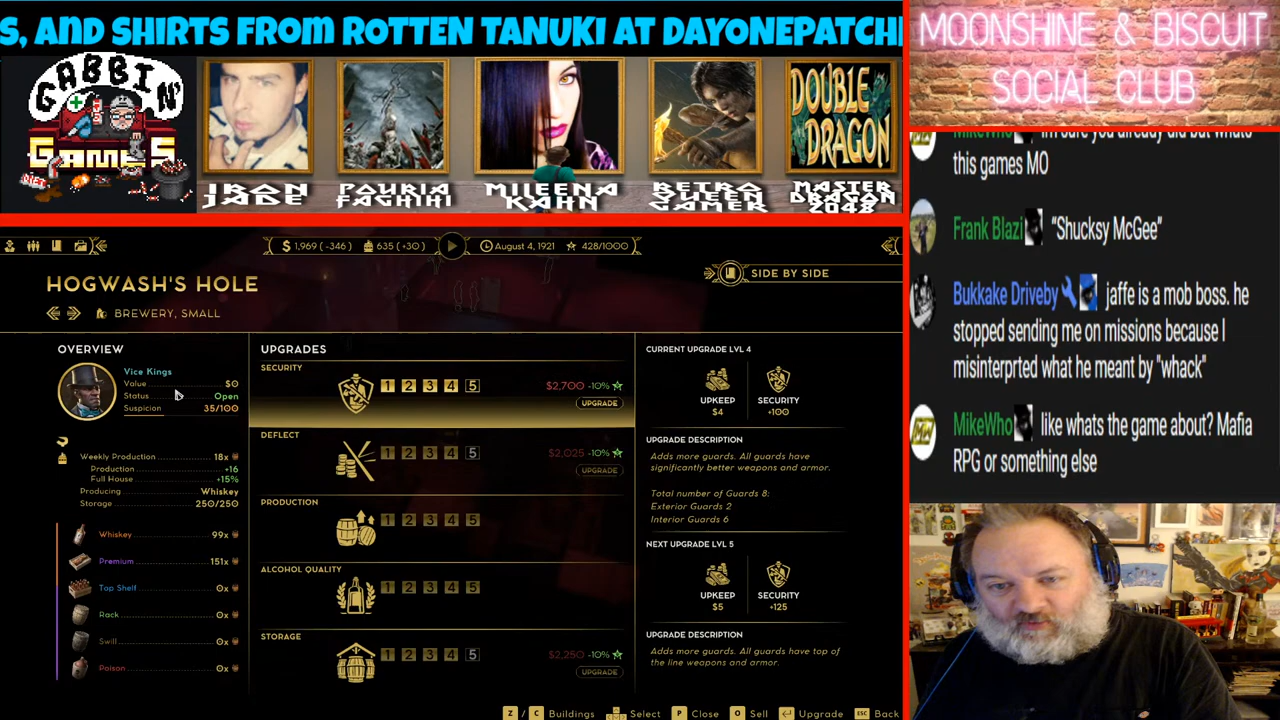 S, AND SHIRTS FROM ROTTEN TANUKI AT DAYONEPATCH
GABBIN'
GAMES
IRON JADE
POURIA FAGHIHI
MILEENA KAHN
RETRO QUEEN GAMER
MASTER DRAGON 2048
DOUBLE DRAGON
MOONSHINE & BISCUIT
SOCIAL CLUB
MikeWho im sure you already did but whats
this games MO
Frank Blazi "Shucksy McGee"
Bukkake Driveby jaffe is a mob boss. he
stopped sending me on missions because I
misinterprted what he meant by "whack"
MikeWho like whats the game about? Mafia
RPG or something else
$ 1,969 ( -346 ) 635 ( +30 ) August 4, 1921 428/1000
HOGWASH'S HOLE
BREWERY, SMALL
SIDE BY SIDE
OVERVIEW
Vice Kings
Value $0
Status Open
Suspicion 35/100
Weekly Production 18x
Production +16
Full House +15%
Producing Whiskey
Storage 250/250
Whiskey 99x
Premium 151x
Top Shelf 0x
Rack 0x
Swill 0x
Poison 0x
UPGRADES
SECURITY
1 2 3 4 5 $2,700 -10%
UPGRADE
DEFLECT
1 2 3 4 5 $2,025 -10%
UPGRADE
PRODUCTION
1 2 3 4 5
ALCOHOL QUALITY
1 2 3 4 5
STORAGE
1 2 3 4 5 $2,250 -10%
UPGRADE
CURRENT UPGRADE LVL 4
UPKEEP SECURITY
$4 +100
UPGRADE DESCRIPTION
Adds more guards. All guards have
significantly better weapons and armor.
Total number of Guards 8:
Exterior Guards 2
Interior Guards 6
NEXT UPGRADE LVL 5
UPKEEP SECURITY
$5 +125
UPGRADE DESCRIPTION
Adds more guards. All guards have top of
the line weapons and armor.
Z / C Buildings Select P Close O Sell Upgrade ESC Back